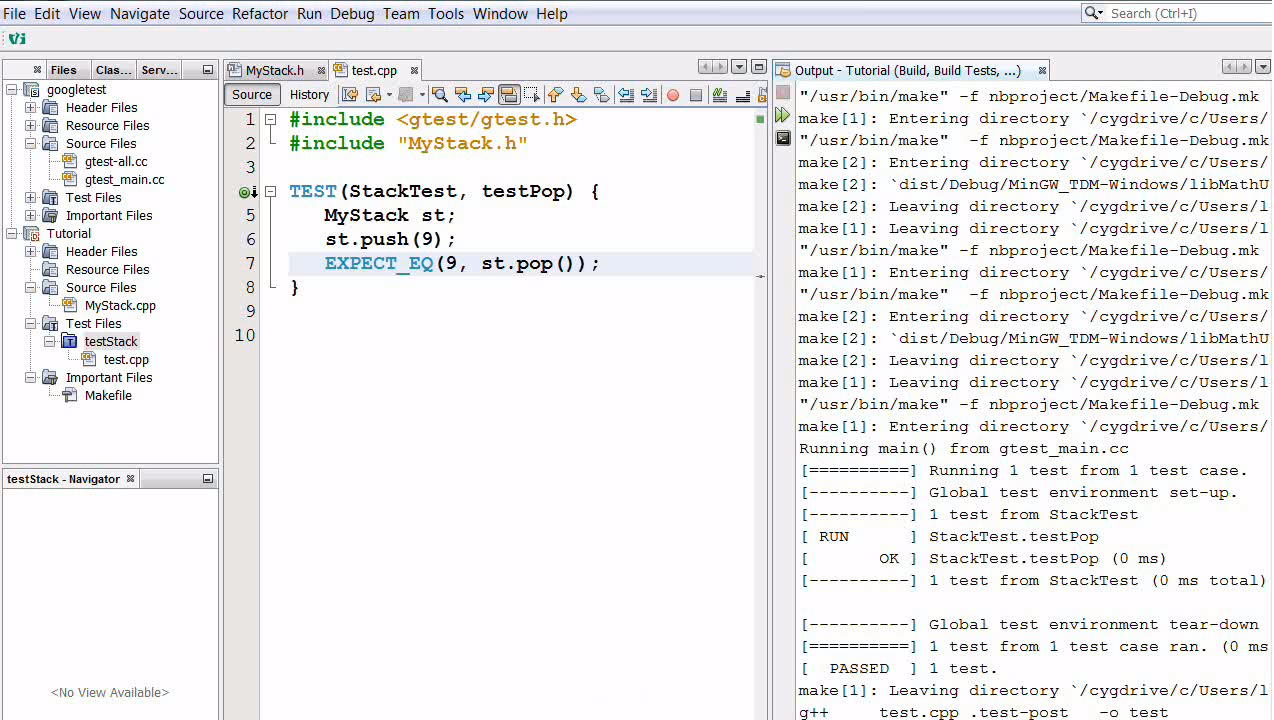 File Edit View Navigate Source Refactor Run Debug Team Tools Window Help
Search (Ctrl+I)
Files Clas... Serv...
googletest
Header Files
Resource Files
Source Files
gtest-all.cc
gtest_main.cc
Test Files
Important Files
Tutorial
Header Files
Resource Files
Source Files
MyStack.cpp
Test Files
testStack
test.cpp
Important Files
Makefile
testStack - Navigator
<No View Available>
MyStack.h test.cpp
Source History
1 #include <gtest/gtest.h>
2 #include "MyStack.h"
3
TEST(StackTest, testPop) {
5 MyStack st;
6 st.push(9);
7 EXPECT_EQ(9, st.pop());
8 }
9
10
Output - Tutorial (Build, Build Tests, ...)
"/usr/bin/make" -f nbproject/Makefile-Debug.mk
make[1]: Entering directory `/cygdrive/c/Users/
"/usr/bin/make"  -f nbproject/Makefile-Debug.mk
make[2]: Entering directory `/cygdrive/c/Users/
make[2]: `dist/Debug/MinGW_TDM-Windows/libMathU
make[2]: Leaving directory `/cygdrive/c/Users/l
make[1]: Leaving directory `/cygdrive/c/Users/l
"/usr/bin/make" -f nbproject/Makefile-Debug.mk
make[1]: Entering directory `/cygdrive/c/Users/
"/usr/bin/make"  -f nbproject/Makefile-Debug.mk
make[2]: Entering directory `/cygdrive/c/Users/
make[2]: `dist/Debug/MinGW_TDM-Windows/libMathU
make[2]: Leaving directory `/cygdrive/c/Users/l
make[1]: Leaving directory `/cygdrive/c/Users/l
"/usr/bin/make" -f nbproject/Makefile-Debug.mk
make[1]: Entering directory `/cygdrive/c/Users/
Running main() from gtest_main.cc
[==========] Running 1 test from 1 test case.
[----------] Global test environment set-up.
[----------] 1 test from StackTest
[ RUN      ] StackTest.testPop
[       OK ] StackTest.testPop (0 ms)
[----------] 1 test from StackTest (0 ms total)
[----------] Global test environment tear-down
[==========] 1 test from 1 test case ran. (0 ms
[  PASSED  ] 1 test.
make[1]: Leaving directory `/cygdrive/c/Users/l
g++     test.cpp .test-post   -o test